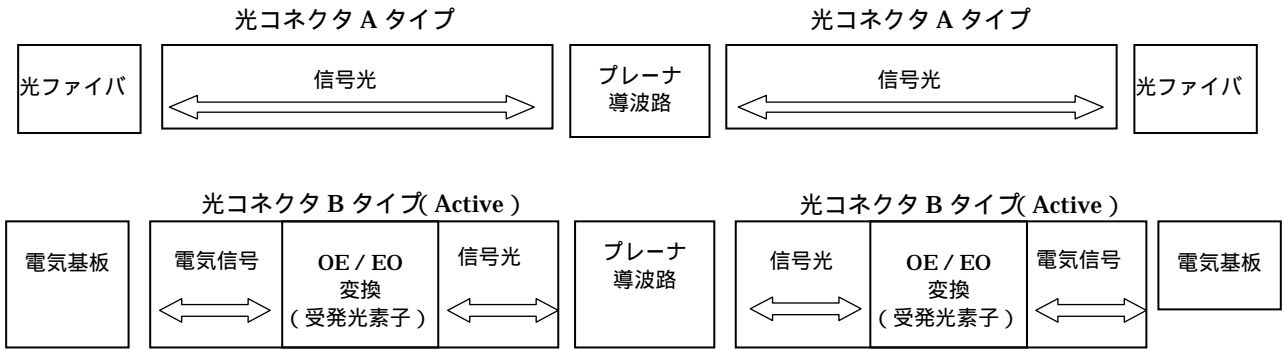 光コネクタ A タイプ
光コネクタ A タイプ
光ファイバ
信号光
プレーナ
導波路
信号光
光ファイバ
光コネクタ B タイプ( Active )
光コネクタ B タイプ( Active )
電気基板
電気信号
OE / EO
変換
( 受発光素子 )
信号光
プレーナ
導波路
信号光
OE / EO
変換
( 受発光素子 )
電気信号
電気基板